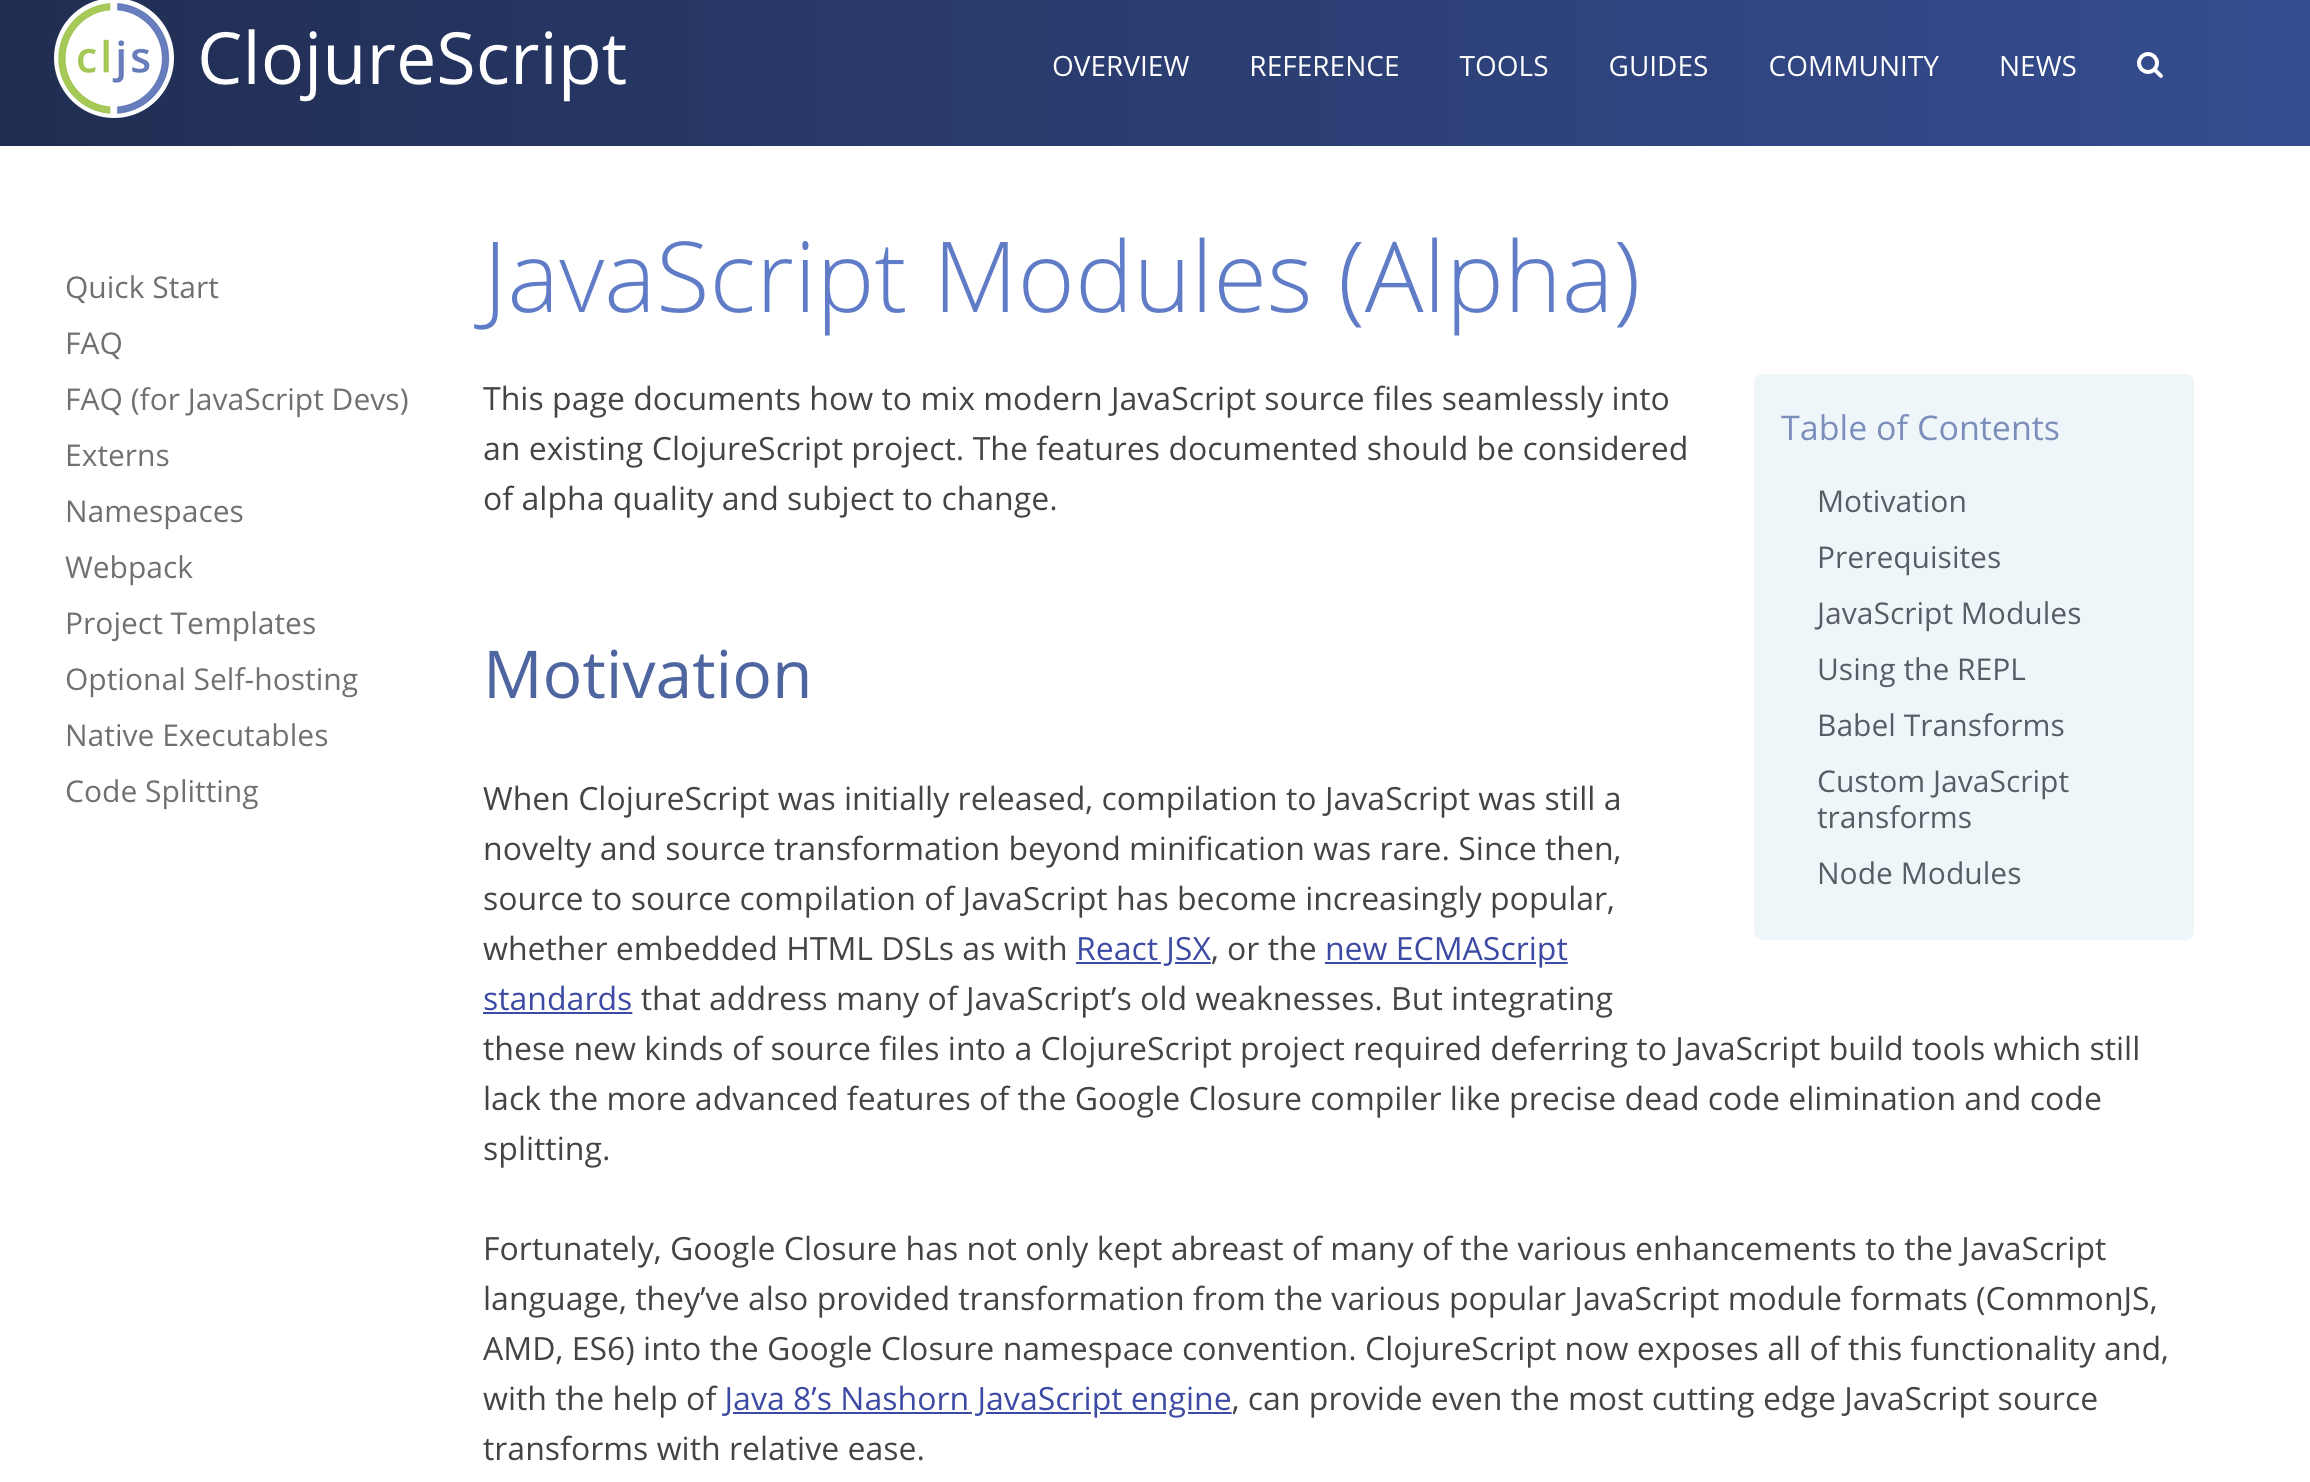 cljs ClojureScript
OVERVIEW REFERENCE TOOLS GUIDES COMMUNITY NEWS
Quick Start
FAQ
FAQ (for JavaScript Devs)
Externs
Namespaces
Webpack
Project Templates
Optional Self-hosting
Native Executables
Code Splitting
JavaScript Modules (Alpha)
This page documents how to mix modern JavaScript source files seamlessly into
an existing ClojureScript project. The features documented should be considered
of alpha quality and subject to change.
Table of Contents
Motivation
Prerequisites
JavaScript Modules
Using the REPL
Babel Transforms
Custom JavaScript
transforms
Node Modules
Motivation
When ClojureScript was initially released, compilation to JavaScript was still a
novelty and source transformation beyond minification was rare. Since then,
source to source compilation of JavaScript has become increasingly popular,
whether embedded HTML DSLs as with React JSX, or the new ECMAScript
standards that address many of JavaScript’s old weaknesses. But integrating
these new kinds of source files into a ClojureScript project required deferring to JavaScript build tools which still
lack the more advanced features of the Google Closure compiler like precise dead code elimination and code
splitting.
Fortunately, Google Closure has not only kept abreast of many of the various enhancements to the JavaScript
language, they’ve also provided transformation from the various popular JavaScript module formats (CommonJS,
AMD, ES6) into the Google Closure namespace convention. ClojureScript now exposes all of this functionality and,
with the help of Java 8’s Nashorn JavaScript engine, can provide even the most cutting edge JavaScript source
transforms with relative ease.